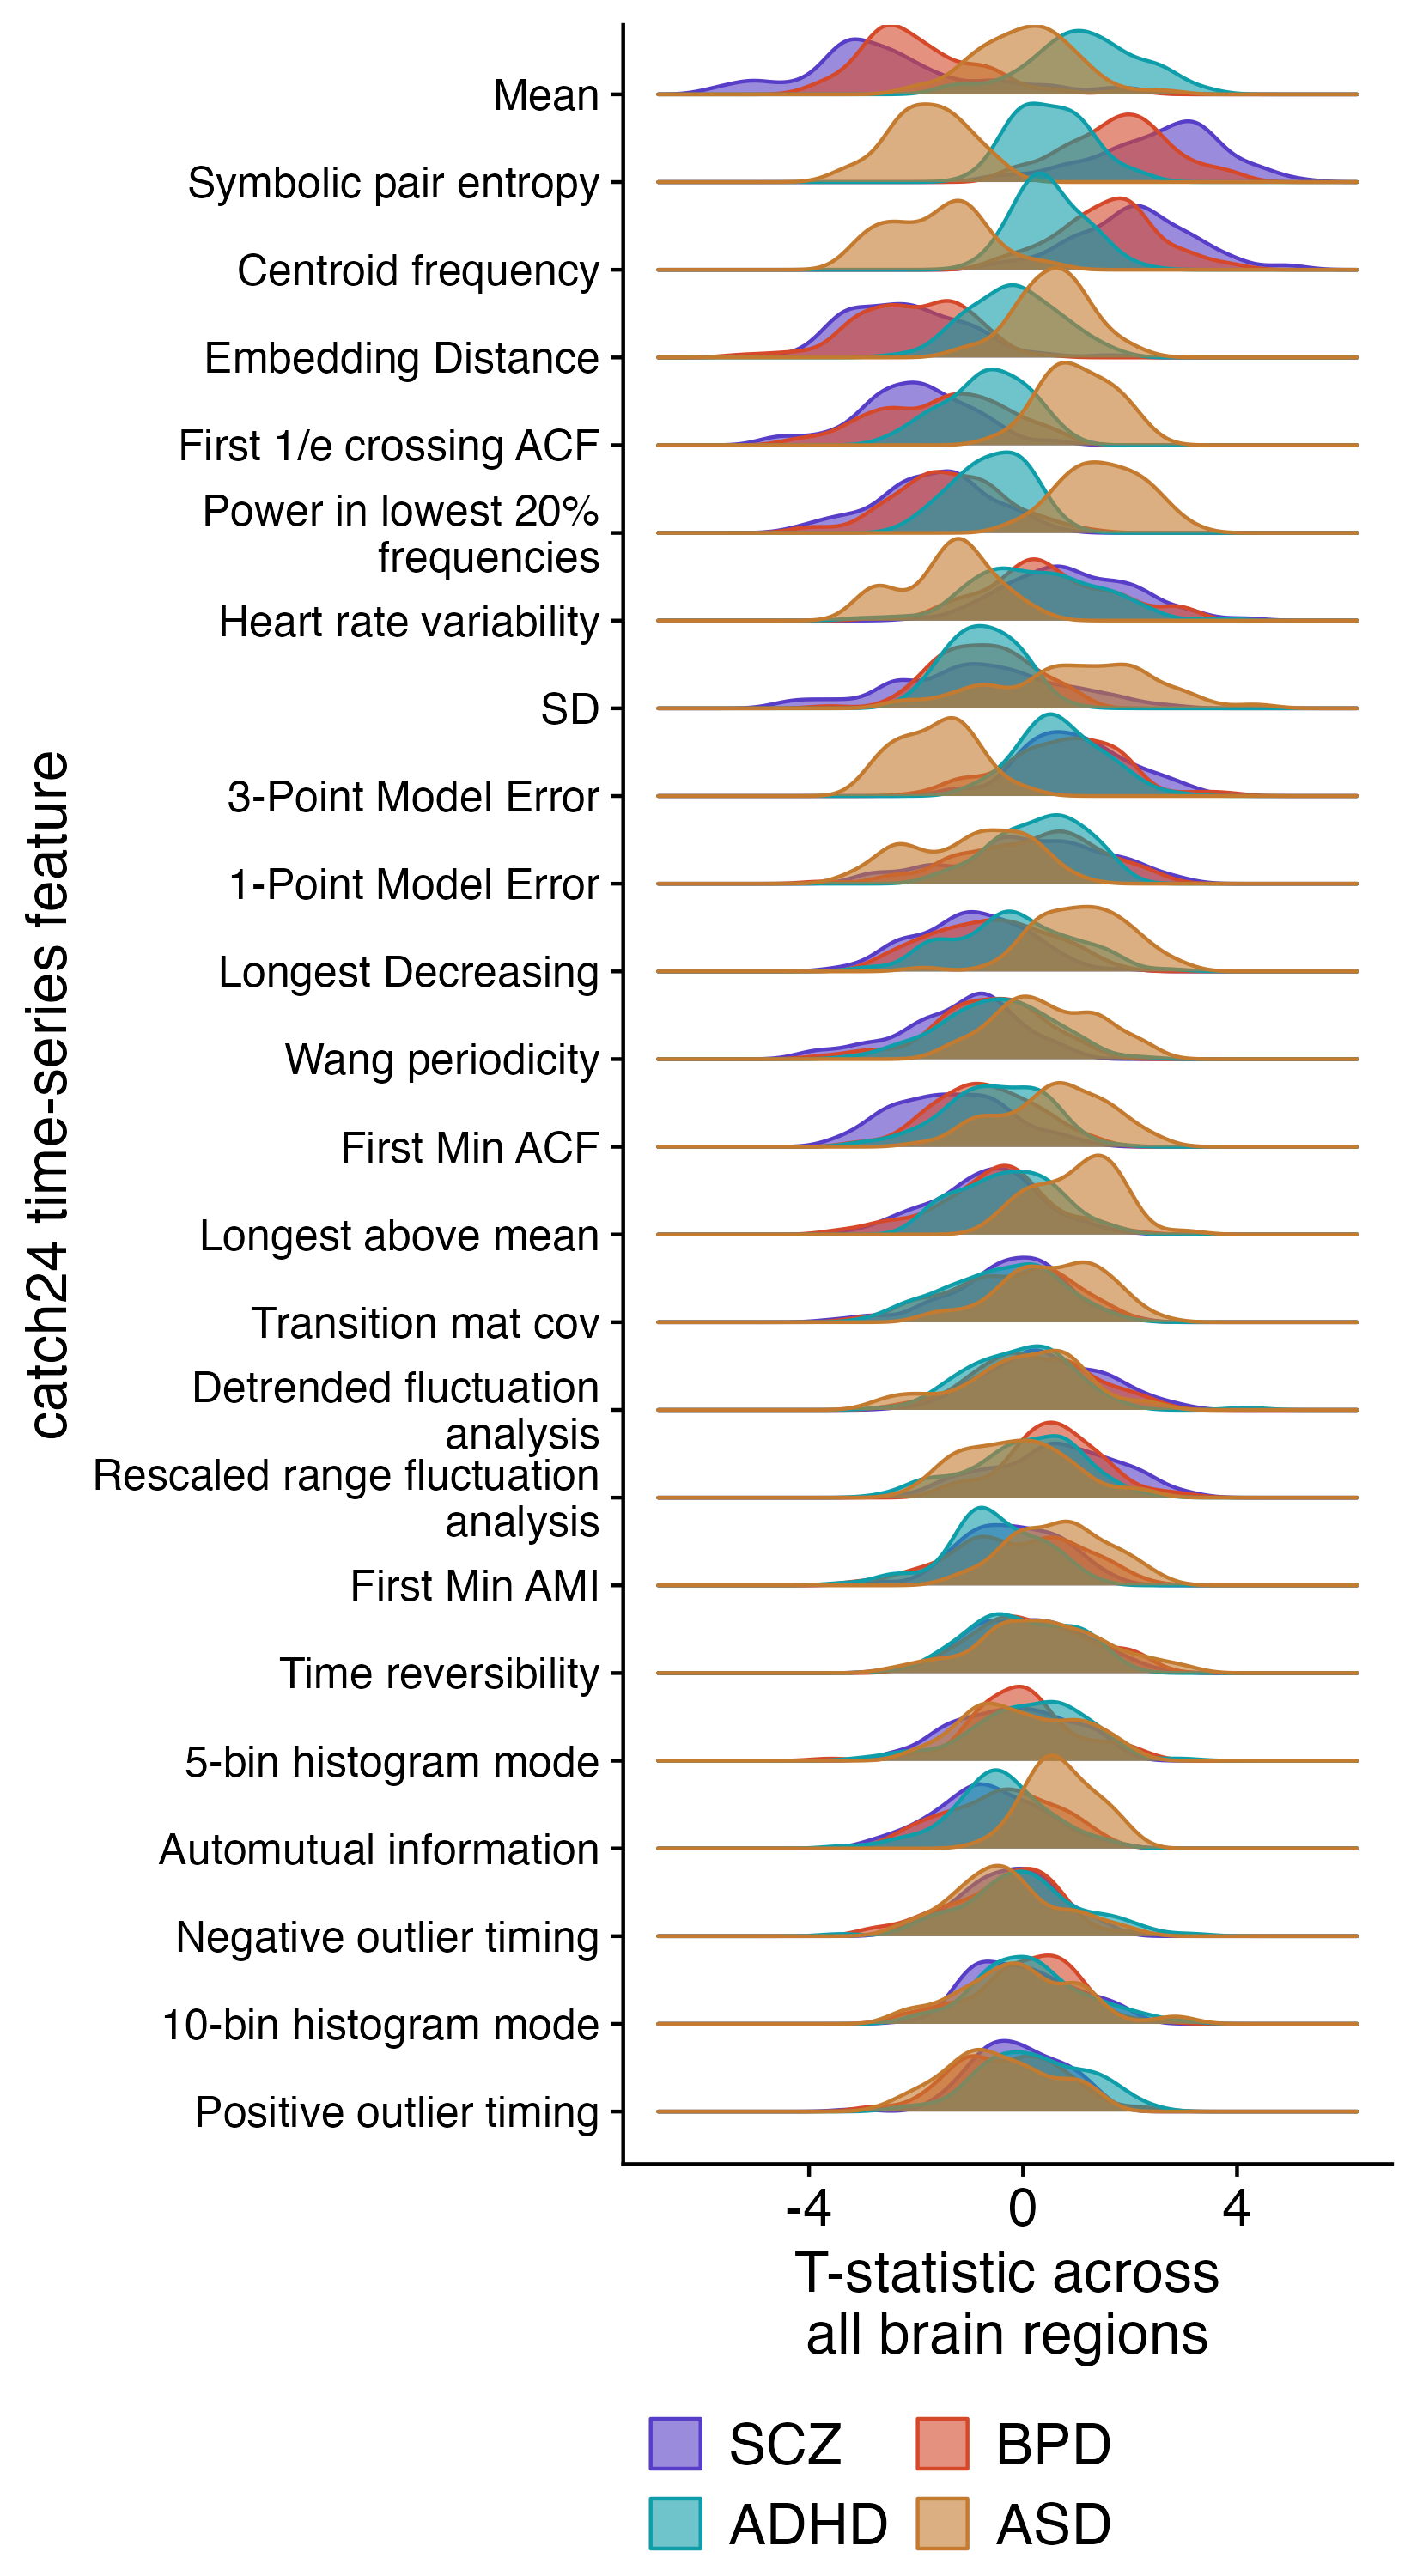 catch24 time-series feature
Mean
Symbolic pair entropy
Centroid frequency
Embedding Distance
First 1/e crossing ACF
Power in lowest 20%
frequencies
Heart rate variability
SD
3-Point Model Error
1-Point Model Error
Longest Decreasing
Wang periodicity
First Min ACF
Longest above mean
Transition mat cov
Detrended fluctuation
analysis
Rescaled range fluctuation
analysis
First Min AMI
Time reversibility
5-bin histogram mode
Automutual information
Negative outlier timing
10-bin histogram mode
Positive outlier timing
-4 0 4
T-statistic across
all brain regions
SCZ BPD
ADHD ASD